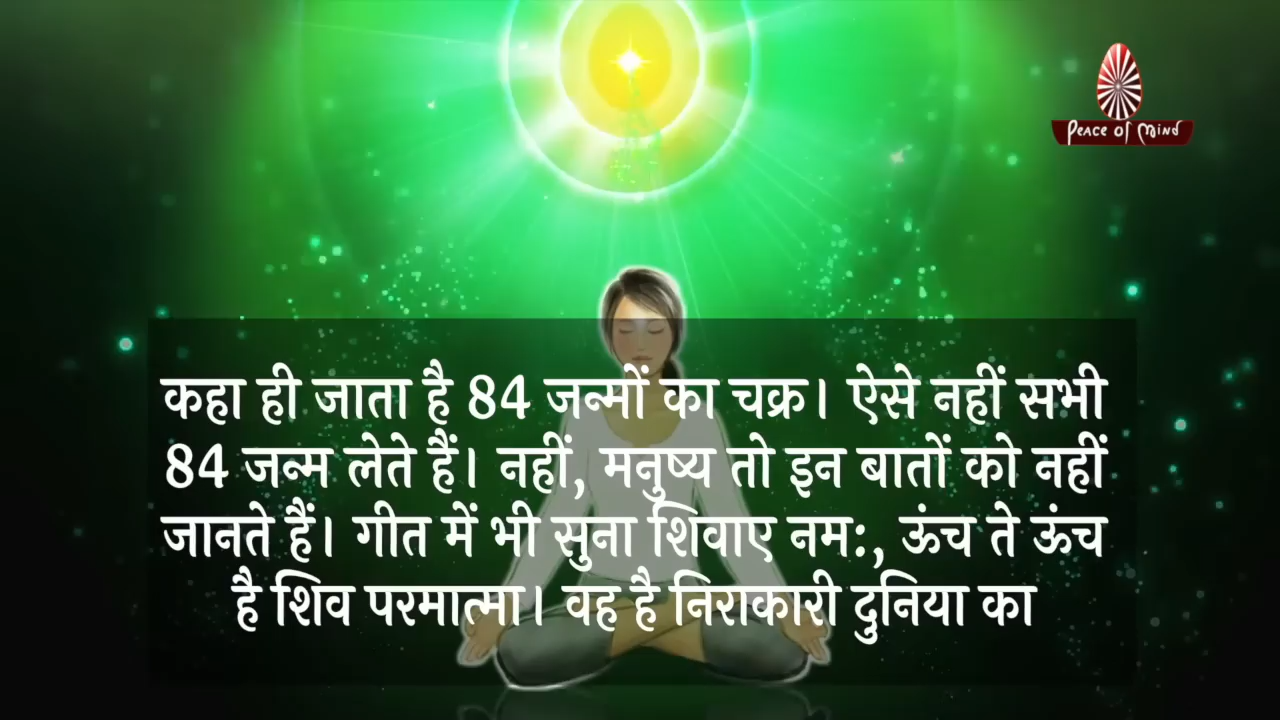 Peace of Mind
कहा ही जाता है 84 जन्मों का चक्र। ऐसे नहीं सभी
84 जन्म लेते हैं। नहीं, मनुष्य तो इन बातों को नहीं
जानते हैं। गीत में भी सुना शिवाए नम:, ऊंच ते ऊंच
है शिव परमात्मा। वह है निराकारी दुनिया का